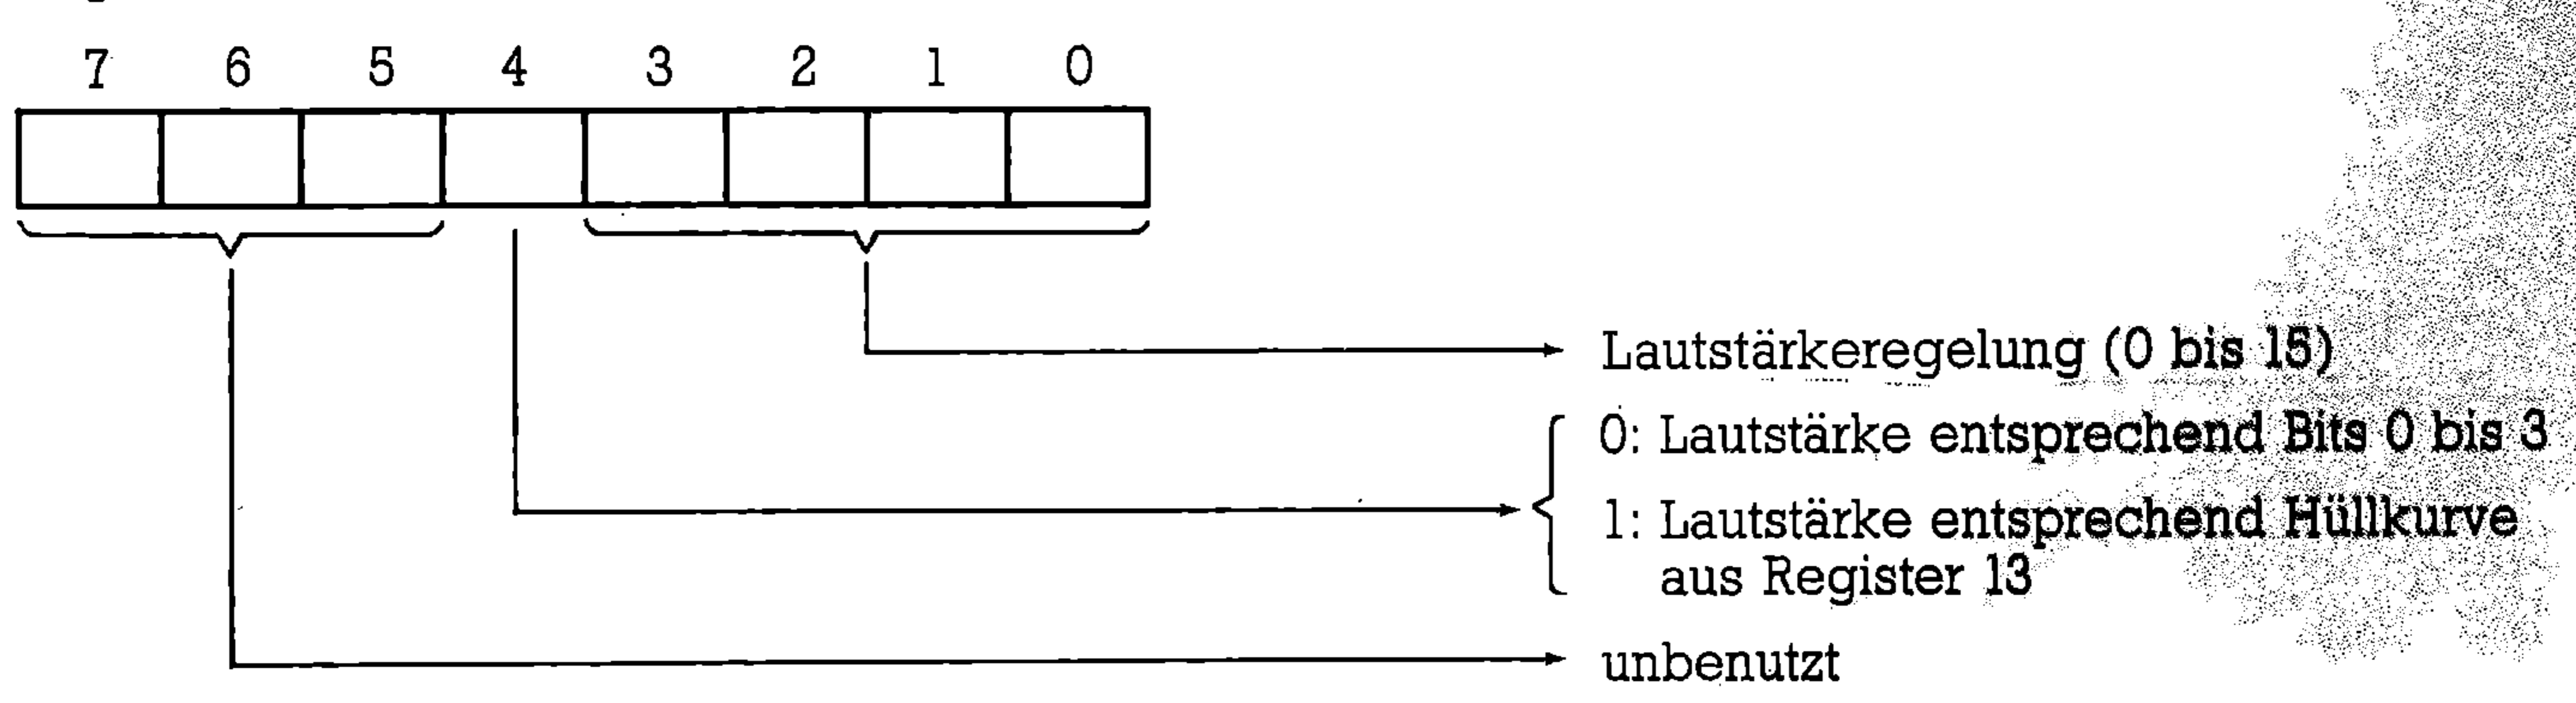 7 6 5 4 3 2 1 0
Lautstärkeregelung (0 bis 15)
0: Lautstärke entsprechend Bits 0 bis 3
1: Lautstärke entsprechend Hüllkurve
aus Register 13
unbenutzt